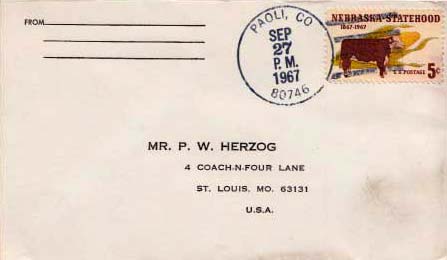 FROM
PAOLI, CO
SEP
27
P.M.
1967
80746
NEBRASKA·STATEHOOD
1867·1967
U.S. POSTAGE 5¢
MR. P. W. HERZOG
4 COACH-N-FOUR LANE
ST. LOUIS, MO. 63131
U.S.A.